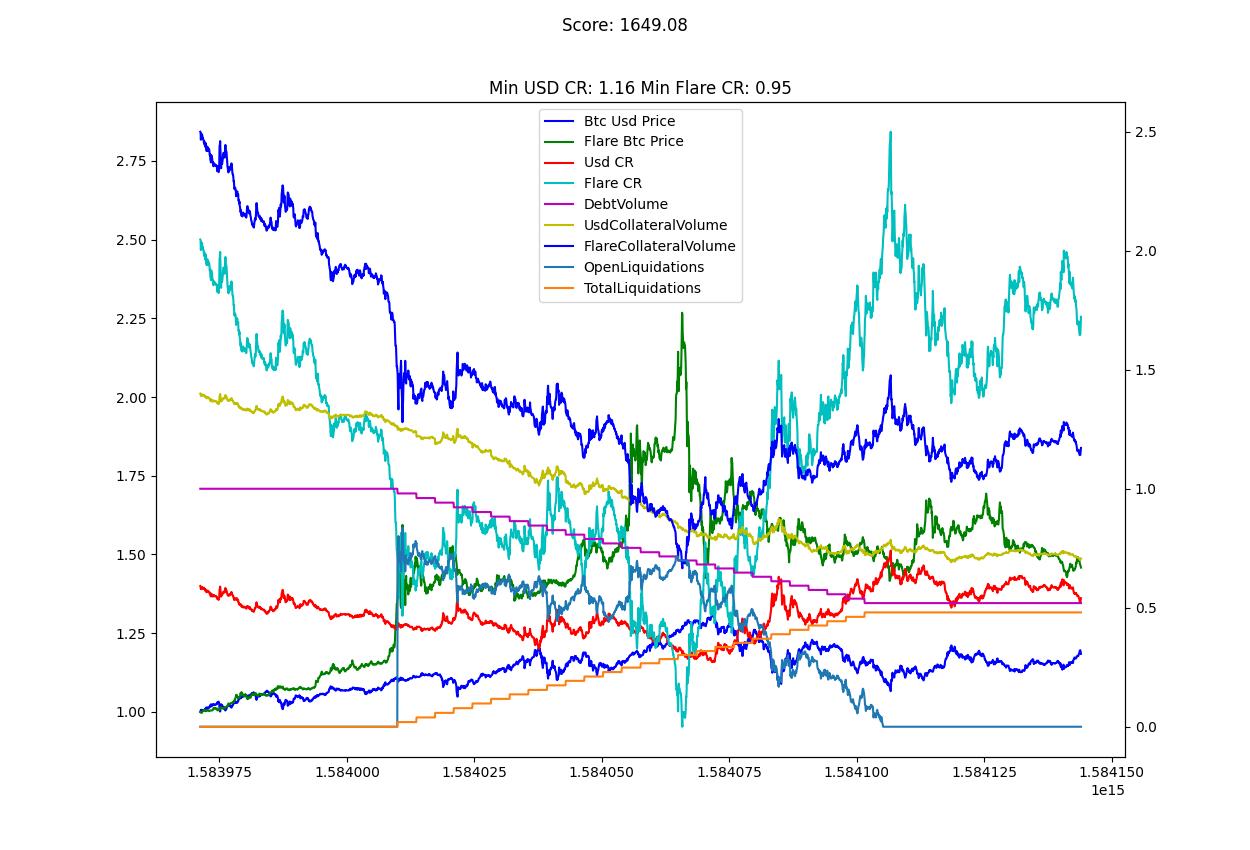 Score: 1649.08
Min USD CR: 1.16 Min Flare CR: 0.95
Btc Usd Price
Flare Btc Price
Usd CR
Flare CR
DebtVolume
UsdCollateralVolume
FlareCollateralVolume
OpenLiquidations
TotalLiquidations
2.75
2.50
2.25
2.00
1.75
1.50
1.25
1.00
2.5
2.0
1.5
1.0
0.5
0.0
1.583975 1.584000 1.584025 1.584050 1.584075 1.584100 1.584125 1.584150
1e15